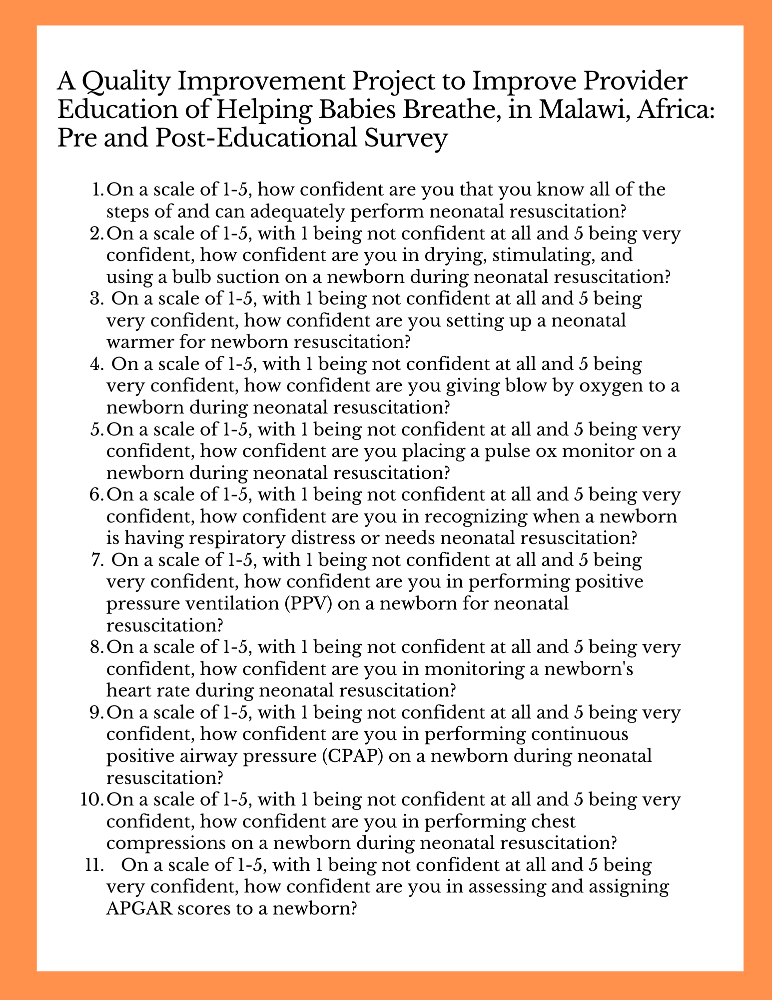 A Quality Improvement Project to Improve Provider
Education of Helping Babies Breathe, in Malawi, Africa:
Pre and Post-Educational Survey
1. On a scale of 1-5, how confident are you that you know all of the
steps of and can adequately perform neonatal resuscitation?
2. On a scale of 1-5, with 1 being not confident at all and 5 being very
confident, how confident are you in drying, stimulating, and
using a bulb suction on a newborn during neonatal resuscitation?
3. On a scale of 1-5, with 1 being not confident at all and 5 being
very confident, how confident are you setting up a neonatal
warmer for newborn resuscitation?
4. On a scale of 1-5, with 1 being not confident at all and 5 being
very confident, how confident are you giving blow by oxygen to a
newborn during neonatal resuscitation?
5. On a scale of 1-5, with 1 being not confident at all and 5 being very
confident, how confident are you placing a pulse ox monitor on a
newborn during neonatal resuscitation?
6. On a scale of 1-5, with 1 being not confident at all and 5 being very
confident, how confident are you in recognizing when a newborn
is having respiratory distress or needs neonatal resuscitation?
7. On a scale of 1-5, with 1 being not confident at all and 5 being
very confident, how confident are you in performing positive
pressure ventilation (PPV) on a newborn for neonatal
resuscitation?
8. On a scale of 1-5, with 1 being not confident at all and 5 being very
confident, how confident are you in monitoring a newborn's
heart rate during neonatal resuscitation?
9. On a scale of 1-5, with 1 being not confident at all and 5 being very
confident, how confident are you in performing continuous
positive airway pressure (CPAP) on a newborn during neonatal
resuscitation?
10. On a scale of 1-5, with 1 being not confident at all and 5 being very
confident, how confident are you in performing chest
compressions on a newborn during neonatal resuscitation?
11. On a scale of 1-5, with 1 being not confident at all and 5 being
very confident, how confident are you in assessing and assigning
APGAR scores to a newborn?